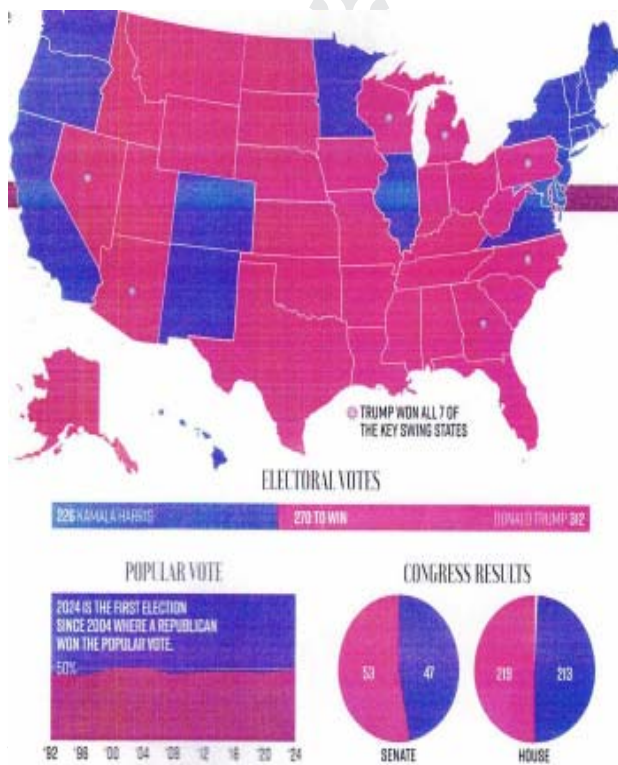 TRUMP WON ALL 7 OF
THE KEY SWING STATES
ELECTORAL VOTES
226 KAMALA HARRIS
270 TO WIN
DONALD TRUMP 312
POPULAR VOTE
2024 IS THE FIRST ELECTION
SINCE 2004 WHERE A REPUBLICAN
WON THE POPULAR VOTE.
50%
'92 '96 '00 '04 '08 '12 '16 '20 '24
CONGRESS RESULTS
53
47
SENATE
219
213
HOUSE